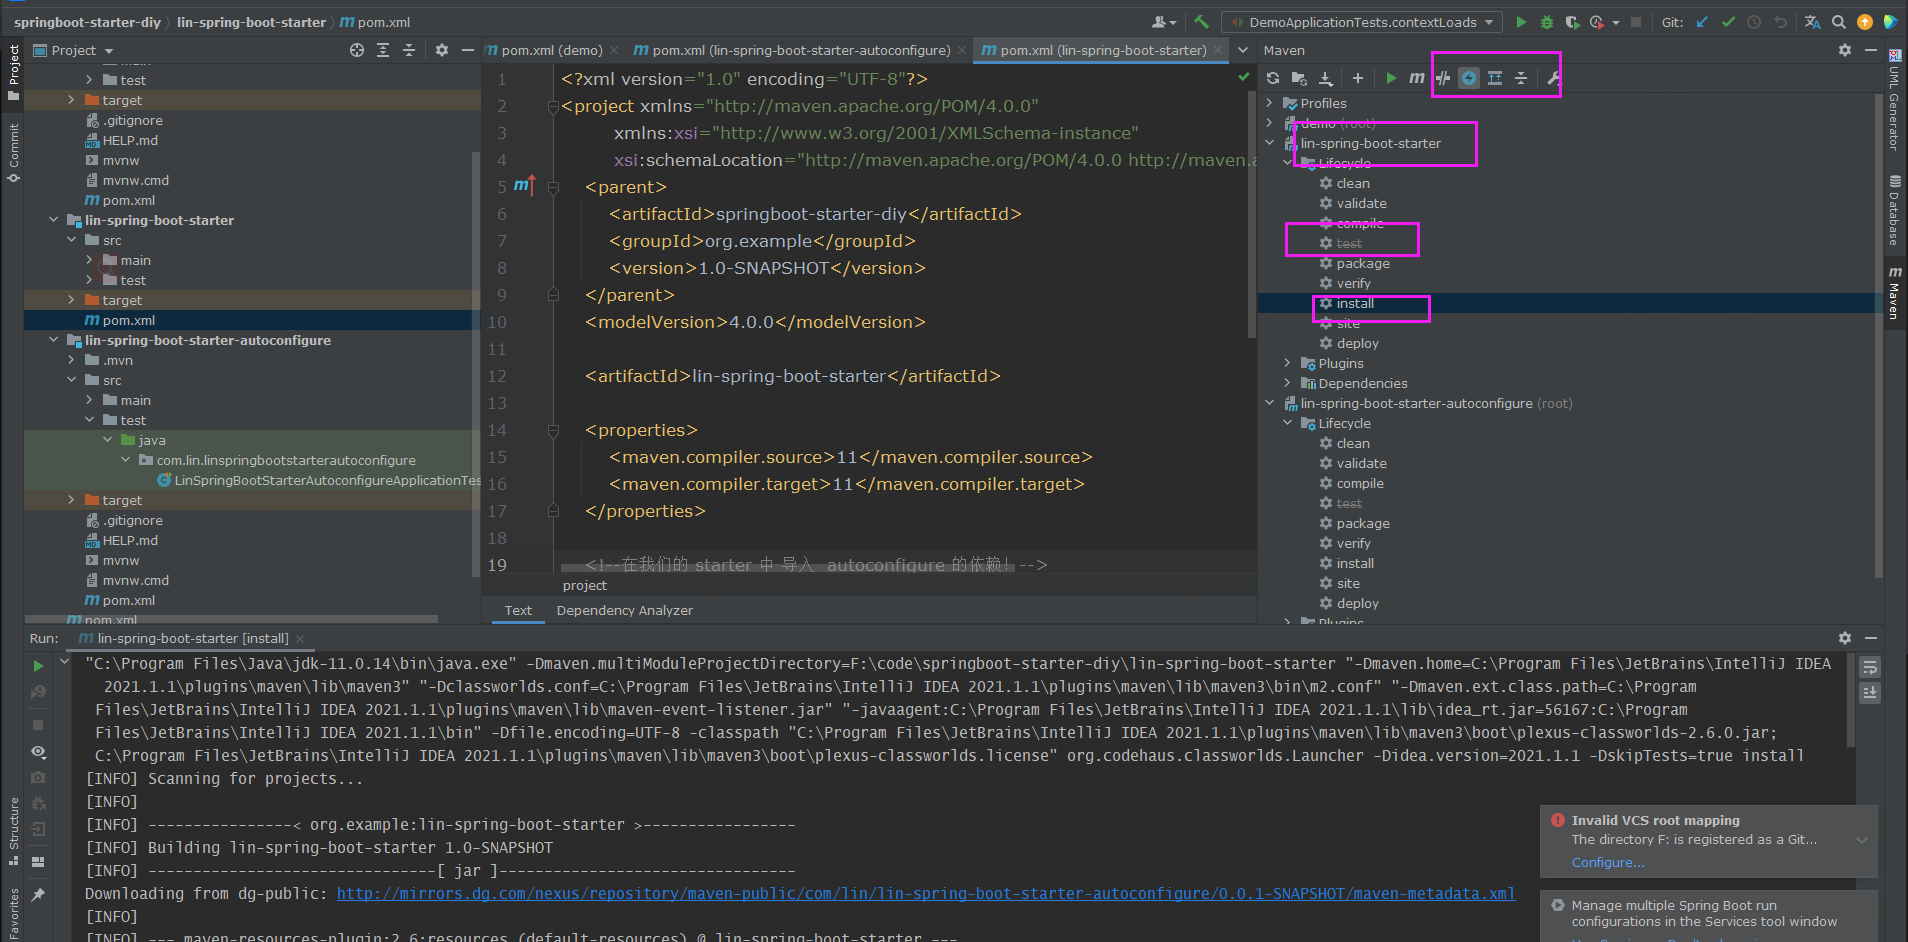 springboot-starter-diy
lin-spring-boot-starter
pom.xml
DemoApplicationTests.contextLoads
Git:
Project
Commit
Structure
Favorites
Project
test
target
.gitignore
HELP.md
mvnw
mvnw.cmd
pom.xml
lin-spring-boot-starter
src
main
test
target
pom.xml
lin-spring-boot-starter-autoconfigure
.mvn
src
main
test
java
com.lin.linspringbootstarterautoconfigure
LinSpringBootStarterAutoconfigureApplicationTes
target
.gitignore
HELP.md
mvnw
mvnw.cmd
pom.xml
pom.xml
pom.xml (demo)
pom.xml (lin-spring-boot-starter-autoconfigure)
pom.xml (lin-spring-boot-starter)
1 <?xml version="1.0" encoding="UTF-8"?>
2 <project xmlns="http://maven.apache.org/POM/4.0.0"
3 xmlns:xsi="http://www.w3.org/2001/XMLSchema-instance"
4 xsi:schemaLocation="http://maven.apache.org/POM/4.0.0 http://maven.a
5 <parent>
6 <artifactId>springboot-starter-diy</artifactId>
7 <groupId>org.example</groupId>
8 <version>1.0-SNAPSHOT</version>
9 </parent>
10 <modelVersion>4.0.0</modelVersion>
11
12 <artifactId>lin-spring-boot-starter</artifactId>
13
14 <properties>
15 <maven.compiler.source>11</maven.compiler.source>
16 <maven.compiler.target>11</maven.compiler.target>
17 </properties>
18
19 <!--在我们的 starter 中 导入 autoconfigure 的依赖！-->
project
Text
Dependency Analyzer
Maven
Profiles
demo (root)
lin-spring-boot-starter
Lifecycle
clean
validate
compile
test
package
verify
install
site
deploy
Plugins
Dependencies
lin-spring-boot-starter-autoconfigure (root)
Lifecycle
clean
validate
compile
test
package
verify
install
site
deploy
Plugins
UML Generator
Database
Maven
Run:
lin-spring-boot-starter [install]
"C:\Program Files\Java\jdk-11.0.14\bin\java.exe" -Dmaven.multiModuleProjectDirectory=F:\code\springboot-starter-diy\lin-spring-boot-starter "-Dmaven.home=C:\Program Files\JetBrains\IntelliJ IDEA
2021.1.1\plugins\maven\lib\maven3" "-Dclassworlds.conf=C:\Program Files\JetBrains\IntelliJ IDEA 2021.1.1\plugins\maven\lib\maven3\bin\m2.conf" "-Dmaven.ext.class.path=C:\Program
Files\JetBrains\IntelliJ IDEA 2021.1.1\plugins\maven\lib\maven-event-listener.jar" "-javaagent:C:\Program Files\JetBrains\IntelliJ IDEA 2021.1.1\lib\idea_rt.jar=56167:C:\Program
Files\JetBrains\IntelliJ IDEA 2021.1.1\bin" -Dfile.encoding=UTF-8 -classpath "C:\Program Files\JetBrains\IntelliJ IDEA 2021.1.1\plugins\maven\lib\maven3\boot\plexus-classworlds-2.6.0.jar;
C:\Program Files\JetBrains\IntelliJ IDEA 2021.1.1\plugins\maven\lib\maven3\boot\plexus-classworlds.license" org.codehaus.classworlds.Launcher -Didea.version=2021.1.1 -DskipTests=true install
[INFO] Scanning for projects...
[INFO]
[INFO] ----------------< org.example:lin-spring-boot-starter >-----------------
[INFO] Building lin-spring-boot-starter 1.0-SNAPSHOT
[INFO] --------------------------------[ jar ]---------------------------------
Downloading from dg-public: http://mirrors.dg.com/nexus/repository/maven-public/com/lin/lin-spring-boot-starter-autoconfigure/0.0.1-SNAPSHOT/maven-metadata.xml
[INFO]
[INFO] --- maven-resources-plugin:2.6:resources (default-resources) @ lin-spring-boot-starter ---
Invalid VCS root mapping
The directory F: is registered as a Git...
Configure...
Manage multiple Spring Boot run
configurations in the Services tool window